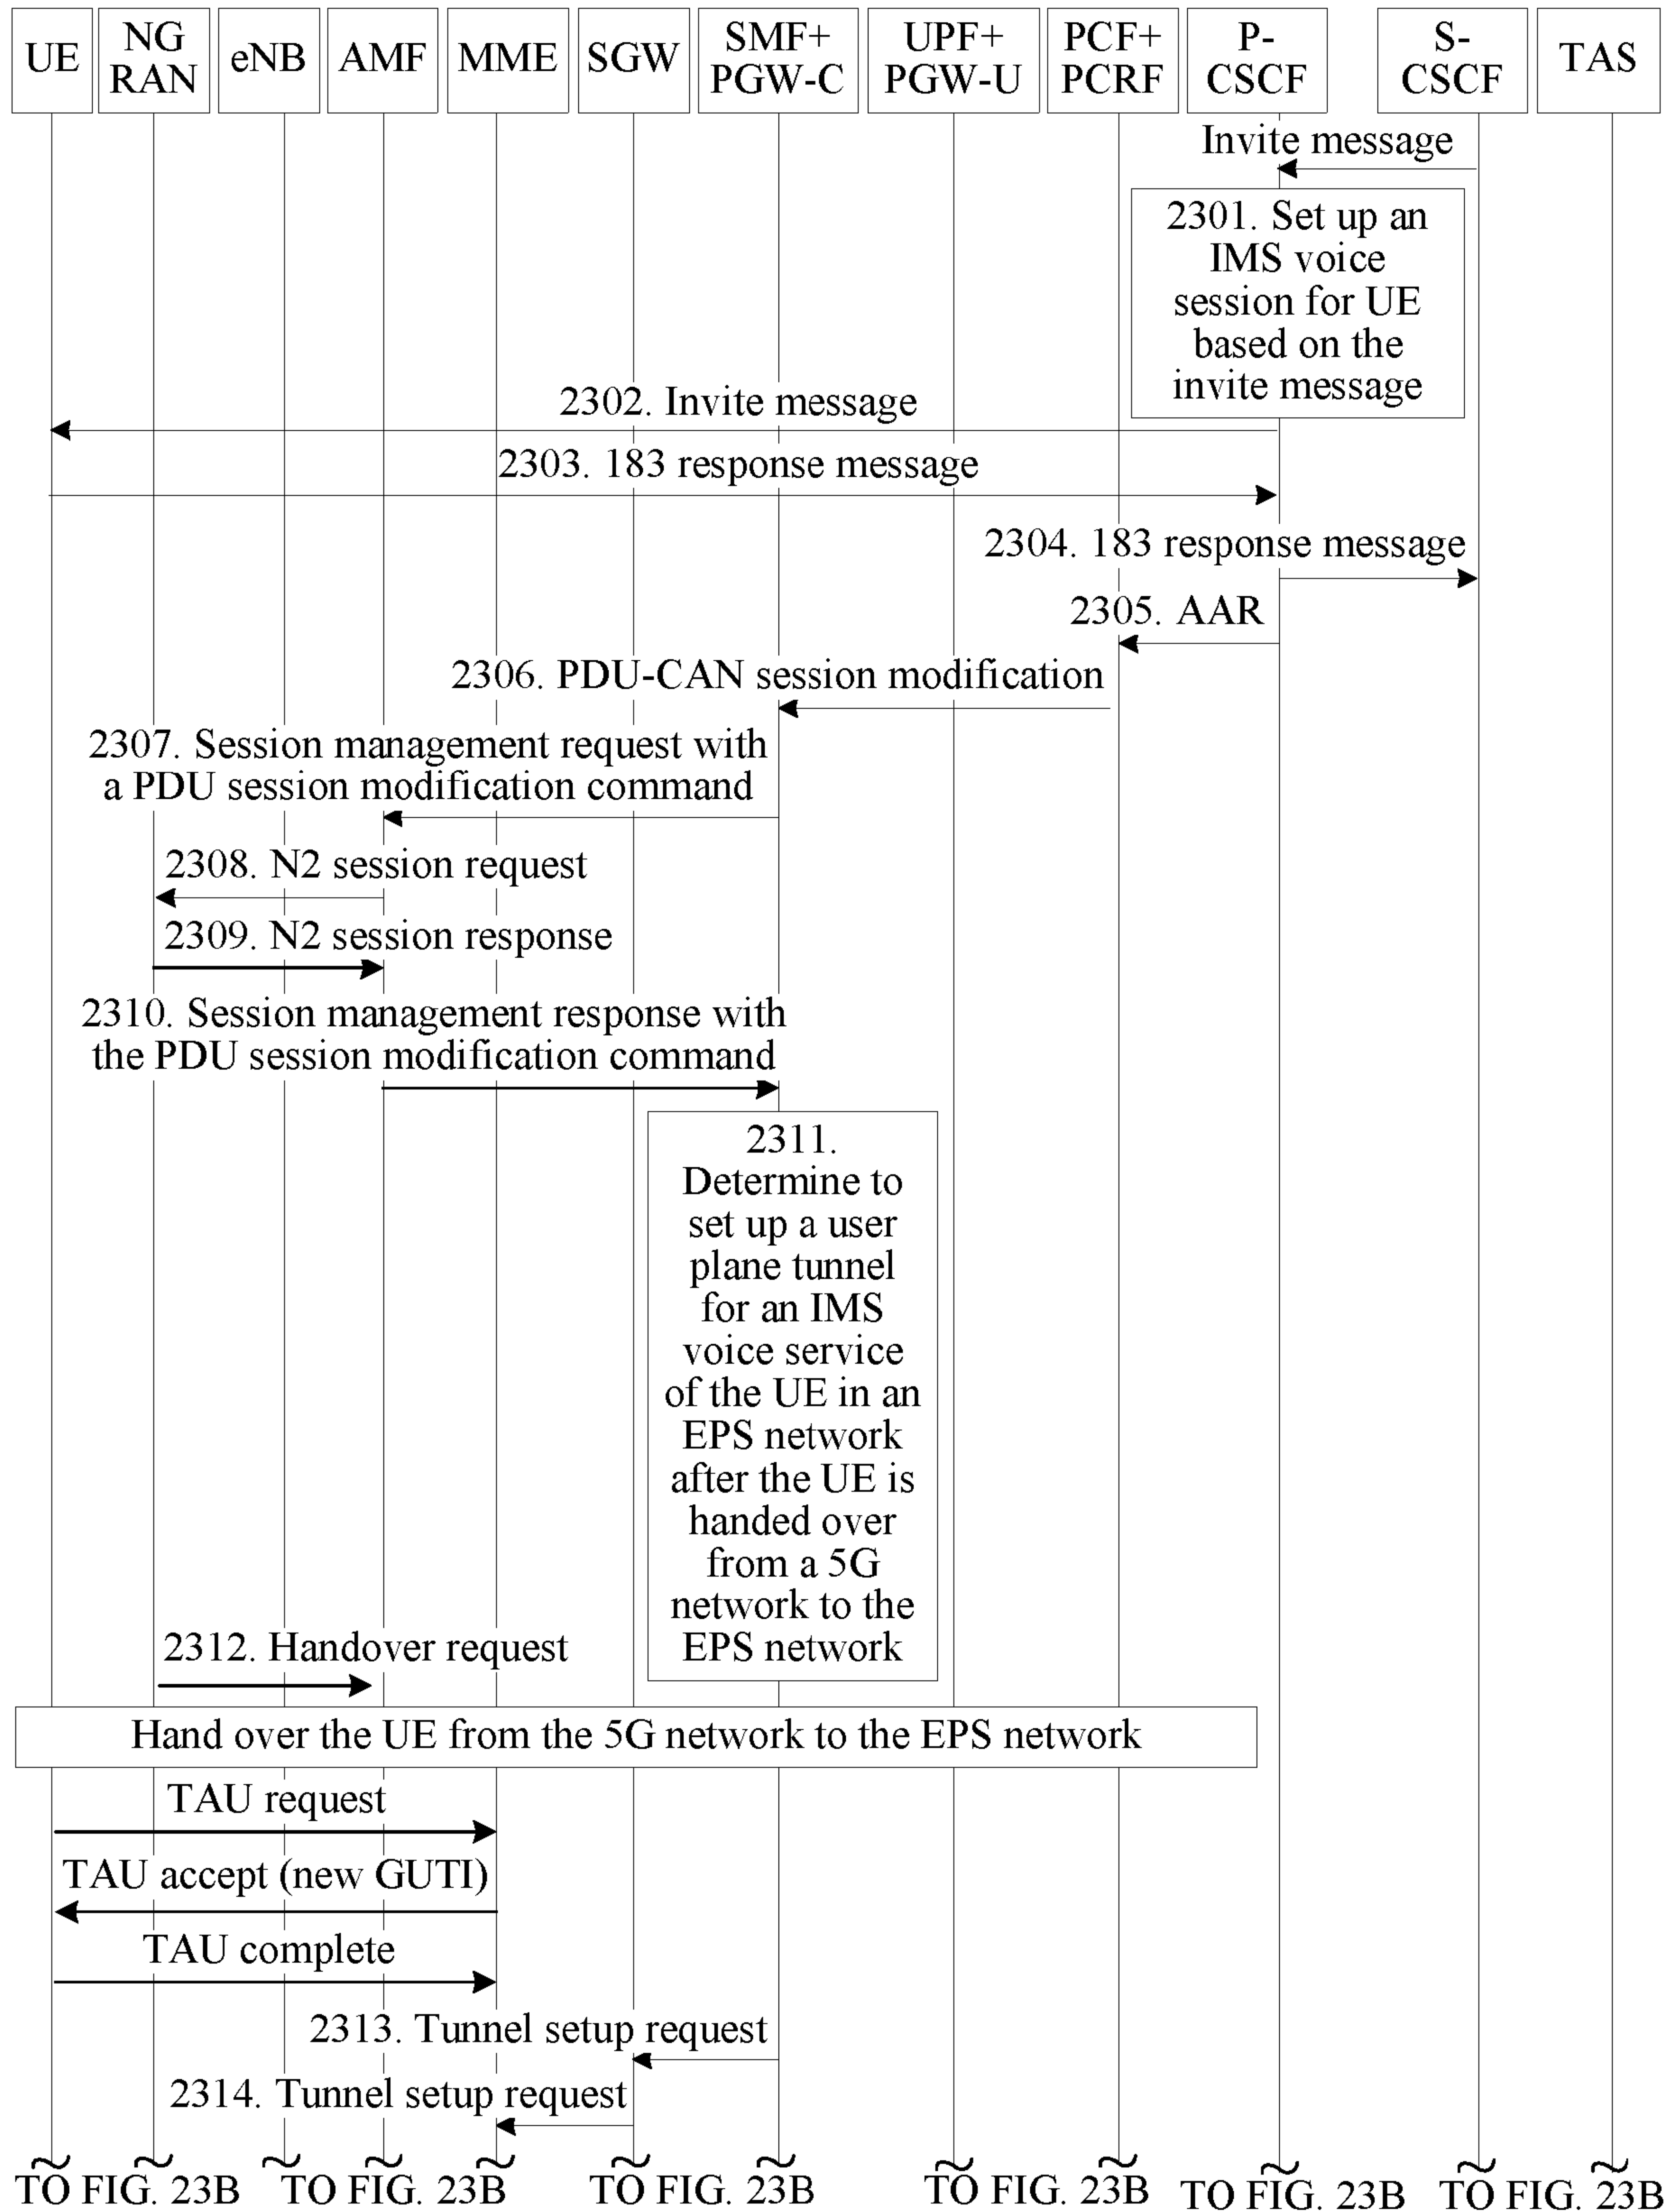 UE
NG
RAN
eNB
AMF
MME
SGW
SMF+
PGW-C
UPF+
PGW-U
PCF+
PCRF
P-
CSCF
S-
CSCF
TAS
Invite message
2301. Set up an
IMS voice
session for UE
based on the
invite message
2302. Invite message
2303. 183 response message
2304. 183 response message
2305. AAR
2306. PDU-CAN session modification
2307. Session management request with
a PDU session modification command
2308. N2 session request
2309. N2 session response
2310. Session management response with
the PDU session modification command
2311.
Determine to
set up a user
plane tunnel
for an IMS
voice service
of the UE in an
EPS network
after the UE is
handed over
from a 5G
network to the
EPS network
2312. Handover request
Hand over the UE from the 5G network to the EPS network
TAU request
TAU accept (new GUTI)
TAU complete
2313. Tunnel setup request
2314. Tunnel setup request
TO FIG. 23B
TO FIG. 23B
TO FIG. 23B
TO FIG. 23B
TO FIG. 23B
TO FIG. 23B